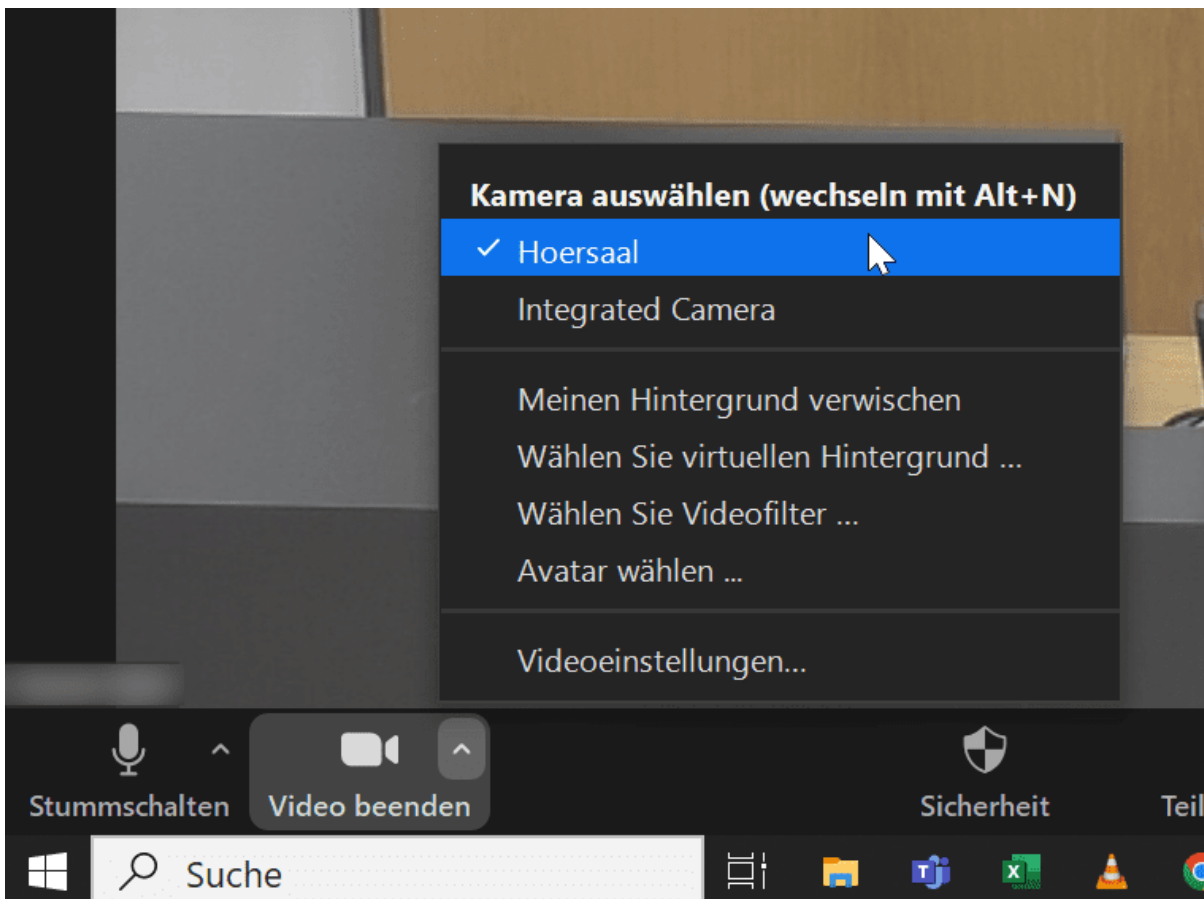 Kamera auswählen (wechseln mit Alt+N)
Hoersaal
Integrated Camera
Meinen Hintergrund verwischen
Wählen Sie virtuellen Hintergrund ...
Wählen Sie Videofilter ...
Avatar wählen ...
Videoeinstellungen...
Stummschalten
Video beenden
Sicherheit
Teil
Suche